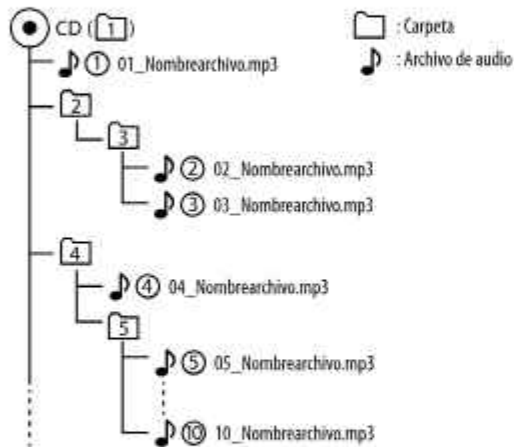 CD (1)
: Carpeta
: Archivo de audio
① 01_Nombrearchivo.mp3
2
3
② 02_Nombrearchivo.mp3
③ 03_Nombrearchivo.mp3
4
④ 04_Nombrearchivo.mp3
5
⑤ 05_Nombrearchivo.mp3
⑩ 10_Nombrearchivo.mp3